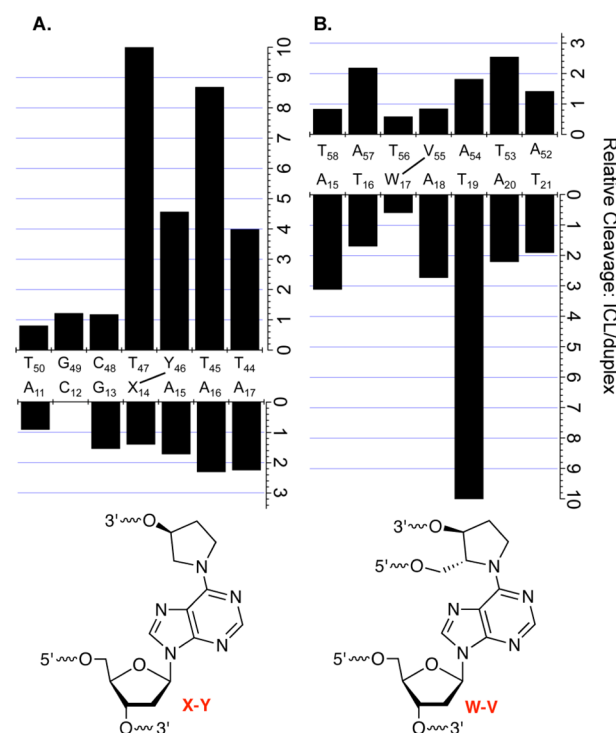 A.
10
9
8
7
6
5
4
3
2
1
0
T50 G49 C48 T47 Y46 T45 T44
A11 C12 G13 X14 A15 A16 A17
0
1
2
3
B.
3
2
1
0
T58 A57 T56 V55 A54 T53 A52
A15 T16 W17 A18 T19 A20 T21
0
1
2
3
4
5
6
7
8
9
10
Relative Cleavage: ICL/duplex
3' O
N
N N
N N
5' O O
O 3'
X-Y
3' O
5' O N
N N
N N
5' O O
O 3'
W-V